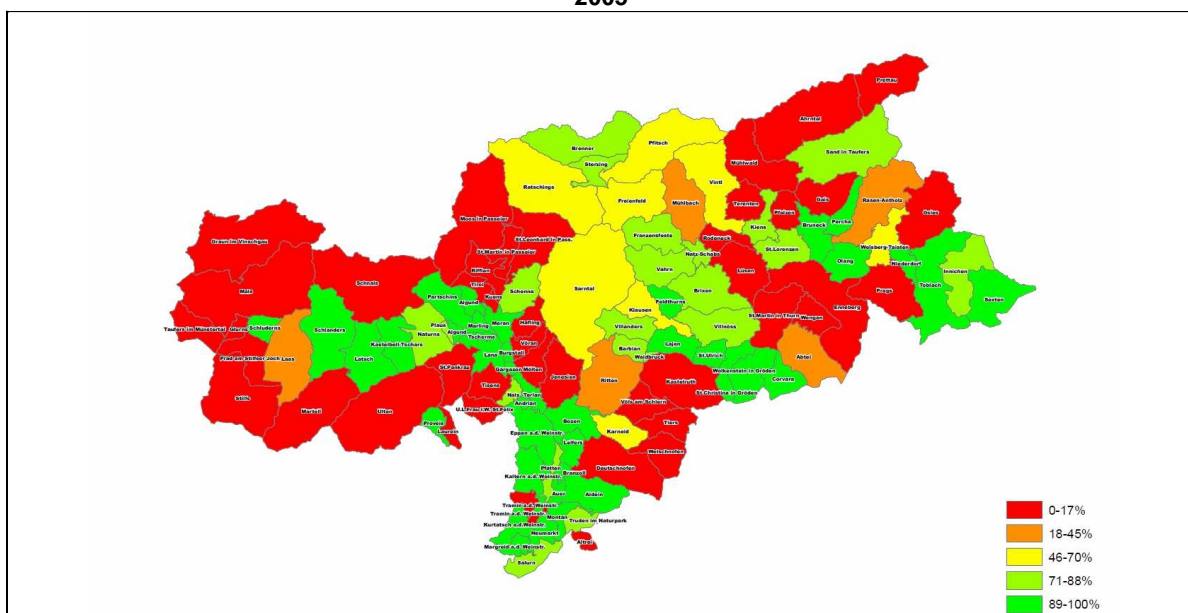 Prettau
Ahrntal
Brenner
Pfitsch
Sand in Taufers
Sterzing
Mühlwald
Ratschings
Vintl
Freienfeld
Mühlbach
Terenten
Gais
Rasen-Antholz
Pfalzen
Percha
Gsies
Moos in Passeier
Bruneck
Kiens
St.Leonhard in Pass.
Franzensfeste
Rodeneck
St.Lorenzen
Graun im Vinschgau
Welsberg-Taisten
St.Martin in Passeier
Natz-Schabs
Olang
Niederdorf
Vahrn
Lüsen
Innichen
Riffian
Schnals
Toblach
Prags
Tirol
Mals
Sarntal
Schenna
Brixen
Sexten
Partschins
Kuens
Algund
Klausen
Feldthurns
Enneberg
St.Martin in Thurn
Wengen
Plaus
Marling
Meran
Villanders
Villnöss
Taufers im Münstertal
Glurns
Schluderns
Schlanders
Naturns
Algund
Tscherms
Hafling
Kastelbell-Tschars
Vöran
Barbian
Lajen
Waidbruck
St.Ulrich
Abtei
Prad am Stilfser Joch
Laas
Latsch
Lana
Burgstall
Gargazon
Mölten
St.Pankraz
Jenesien
Wolkenstein in Gröden
Corvara
Tisens
Ritten
Kastelruth
St.Christina in Gröden
Stilfs
Martell
Ulten
Nals
Terlan
Andrian
U.L.Frau i.W.-St.Felix
Völs am Schlern
Proveis
Laurein
Bozen
Tiers
Eppan a.d. Weinstr.
Karneid
Leifers
Welschnofen
Deutschnofen
Pfatten
Kaltern a.d. Weinstr.
Branzoll
Auer
Aldein
Tramin a.d. Weinstr.
Tramin a.d. Weinstr.
Montan
Truden im Naturpark
Kurtatsch a.d.Weinstr.
Neumarkt
Altrei
Margreid a.d. Weinstr.
Salurn
0-17%
18-45%
46-70%
71-88%
89-100%